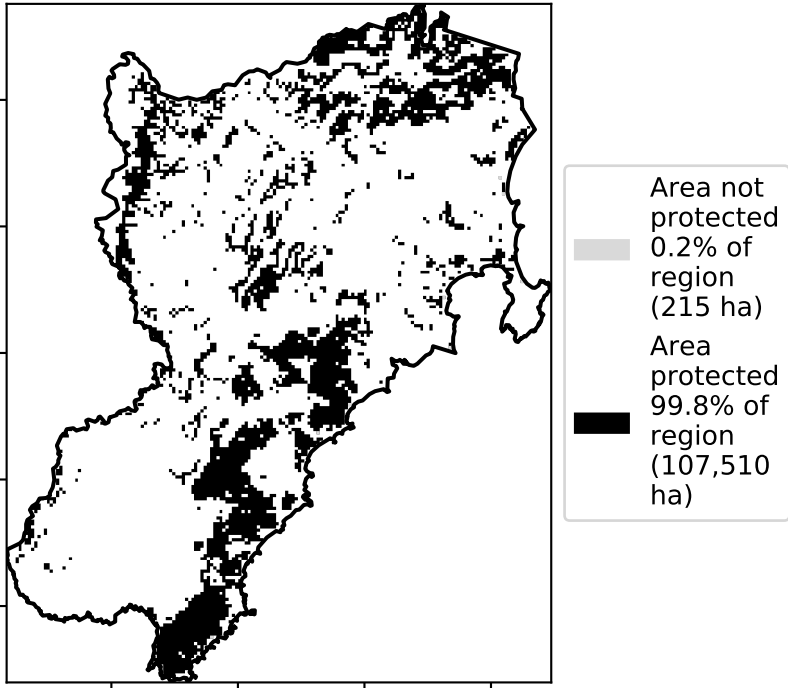 Area not
protected
0.2% of
region
(215 ha)
Area
protected
99.8% of
region
(107,510
ha)